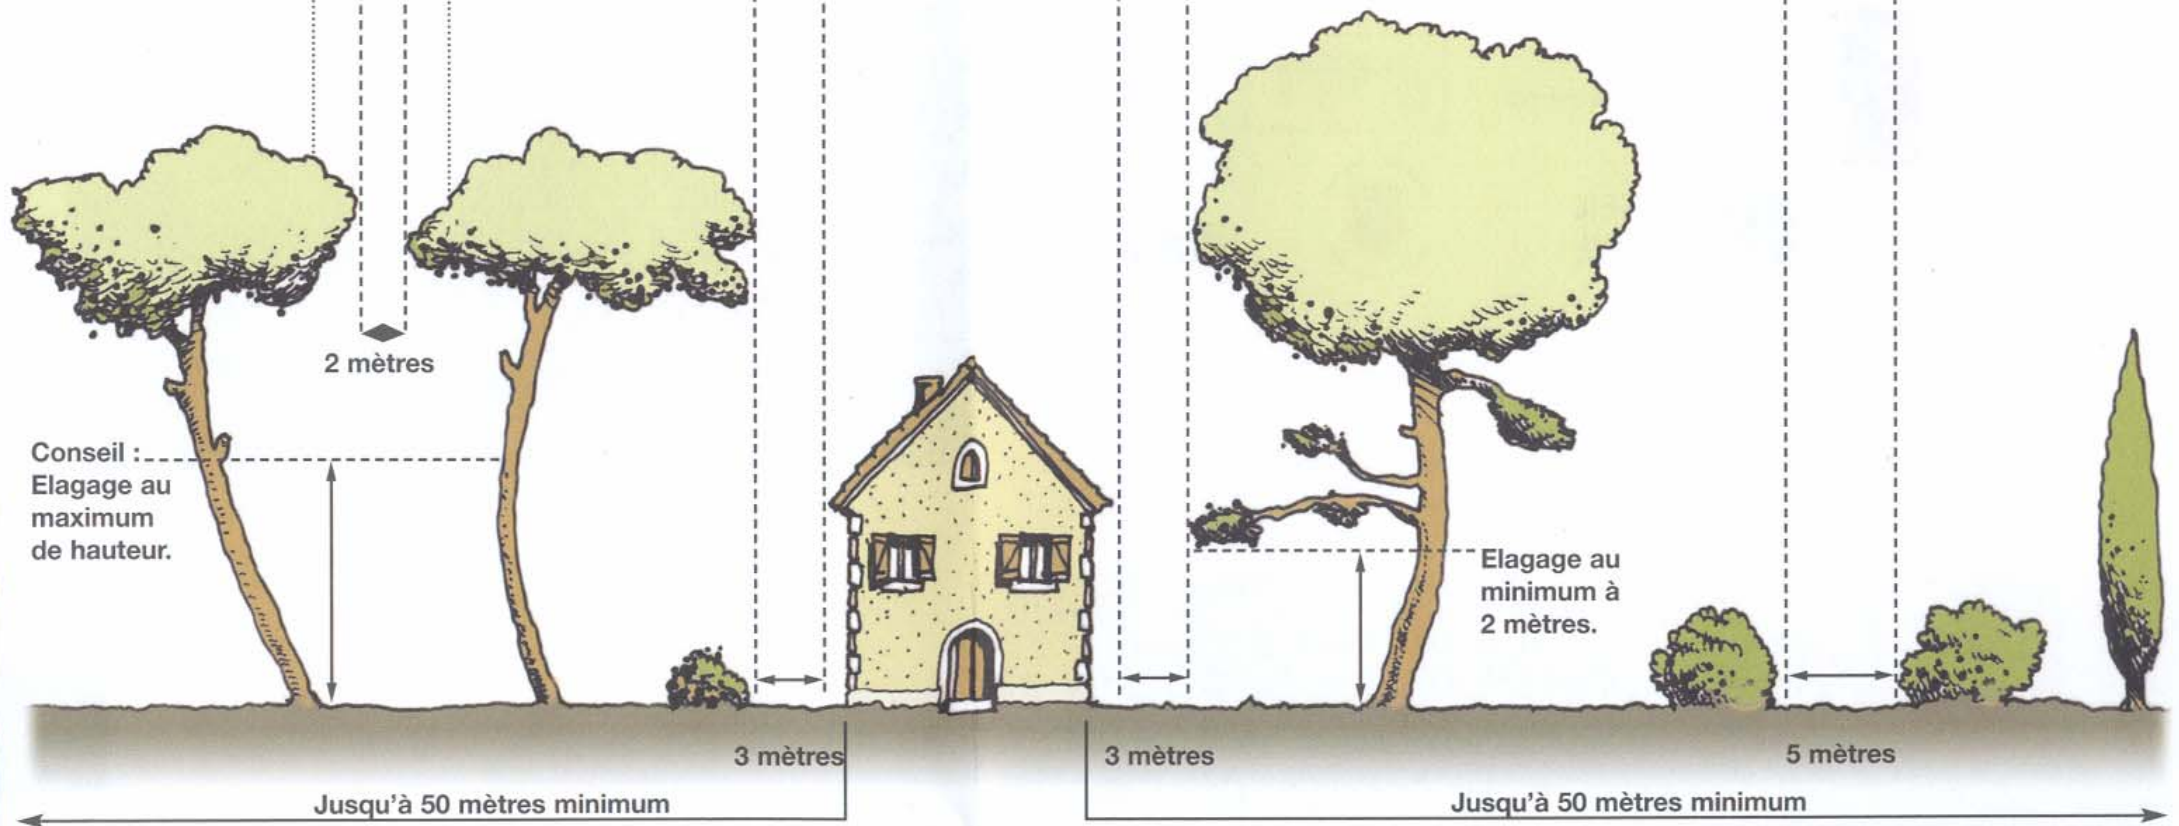 2 mètres
Conseil :
Elagage au
maximum
de hauteur.
Elagage au
minimum à
2 mètres.
3 mètres
3 mètres
5 mètres
Jusqu'à 50 mètres minimum
Jusqu'à 50 mètres minimum